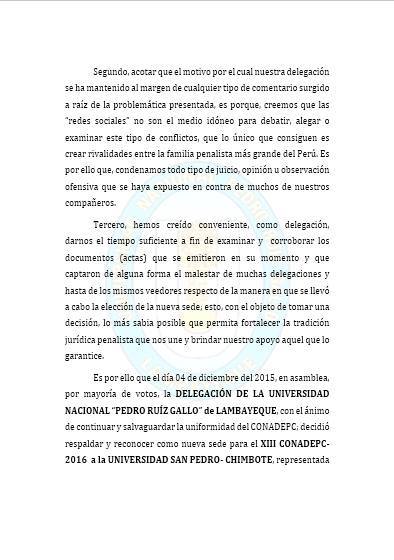 Segundo, acotar que el motivo por el cual nuestra delegación
se ha mantenido al margen de cualquier tipo de comentario surgido
a raíz de la problemática presentada, es porque, creemos que las
"redes sociales" no son el medio idóneo para debatir, alegar o
examinar este tipo de conflictos, que lo único que consiguen es
crear rivalidades entre la familia penalista más grande del Perú. Es
por ello que, condenamos todo tipo de juicio, opinión u observación
ofensiva que se haya expuesto en contra de muchos de nuestros
compañeros.
Tercero, hemos creído conveniente, como delegación,
darnos el tiempo suficiente a fin de examinar y corroborar los
documentos (actas) que se emitieron en su momento y que
captaron de alguna forma el malestar de muchas delegaciones y
hasta de los mismos veedores respecto de la manera en que se llevó
a cabo la elección de la nueva sede; esto, con el objeto de tomar una
decisión, lo más sabia posible que permita fortalecer la tradición
jurídica penalista que nos une y brindar nuestro apoyo aquel que lo
garantice.
Es por ello que el día 04 de diciembre del 2015, en asamblea,
por mayoría de votos, la DELEGACIÓN DE LA UNIVERSIDAD
NACIONAL "PEDRO RUÍZ GALLO" de LAMBAYEQUE, con el ánimo
de continuar y salvaguardar la uniformidad del CONADEPC; decidió
respaldar y reconocer como nueva sede para el XIII CONADEPC-
2016 a la UNIVERSIDAD SAN PEDRO- CHIMBOTE, representada